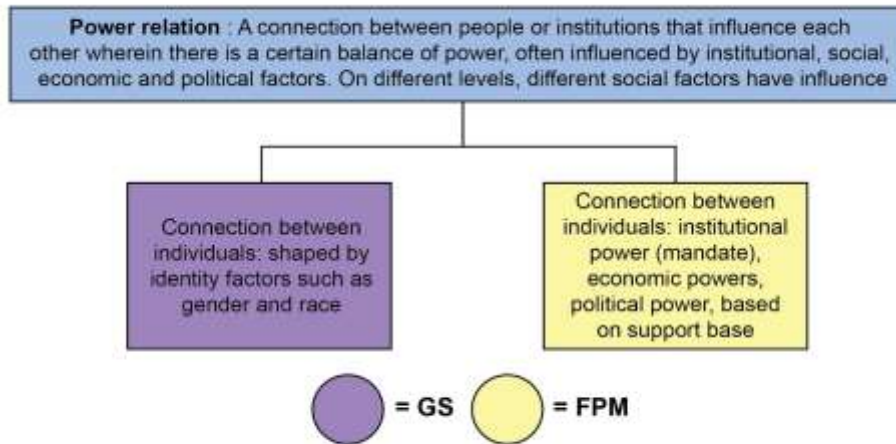 Power relation : A connection between people or institutions that influence each
other wherein there is a certain balance of power, often influenced by institutional, social,
economic and political factors. On different levels, different social factors have influence
Connection between
individuals: shaped by
identity factors such as
gender and race
Connection between
individuals: institutional
power (mandate),
economic powers,
political power, based
on support base
= GS
= FPM